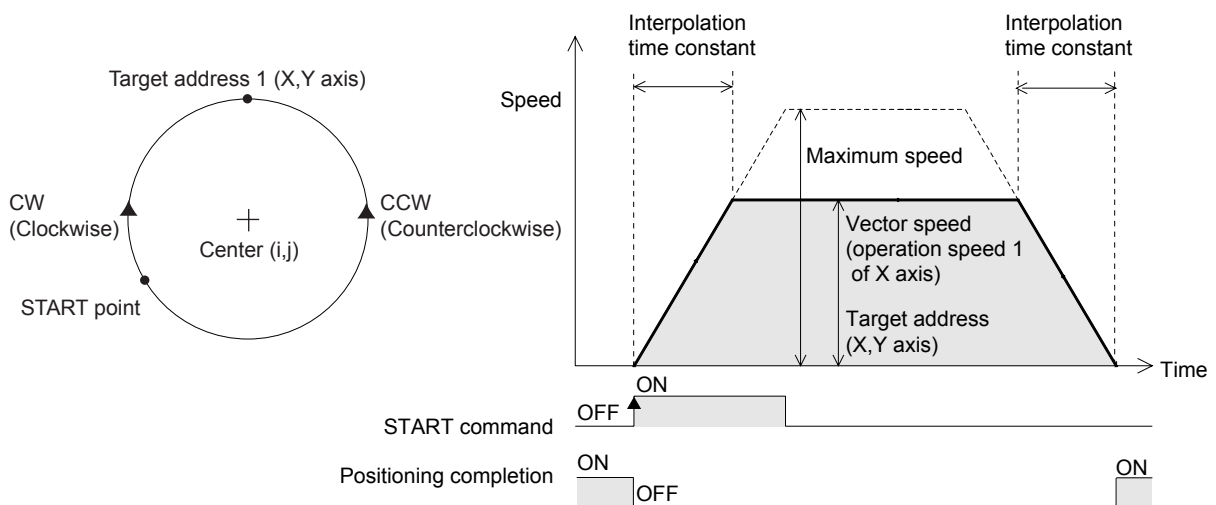 Target address 1 (X,Y axis)
CW
(Clockwise)
CCW
(Counterclockwise)
Center (i,j)
START point
Interpolation
time constant
Interpolation
time constant
Speed
Maximum speed
Vector speed
(operation speed 1
of X axis)
Target address
(X,Y axis)
Time
ON
OFF
START command
Positioning completion
ON
OFF
ON